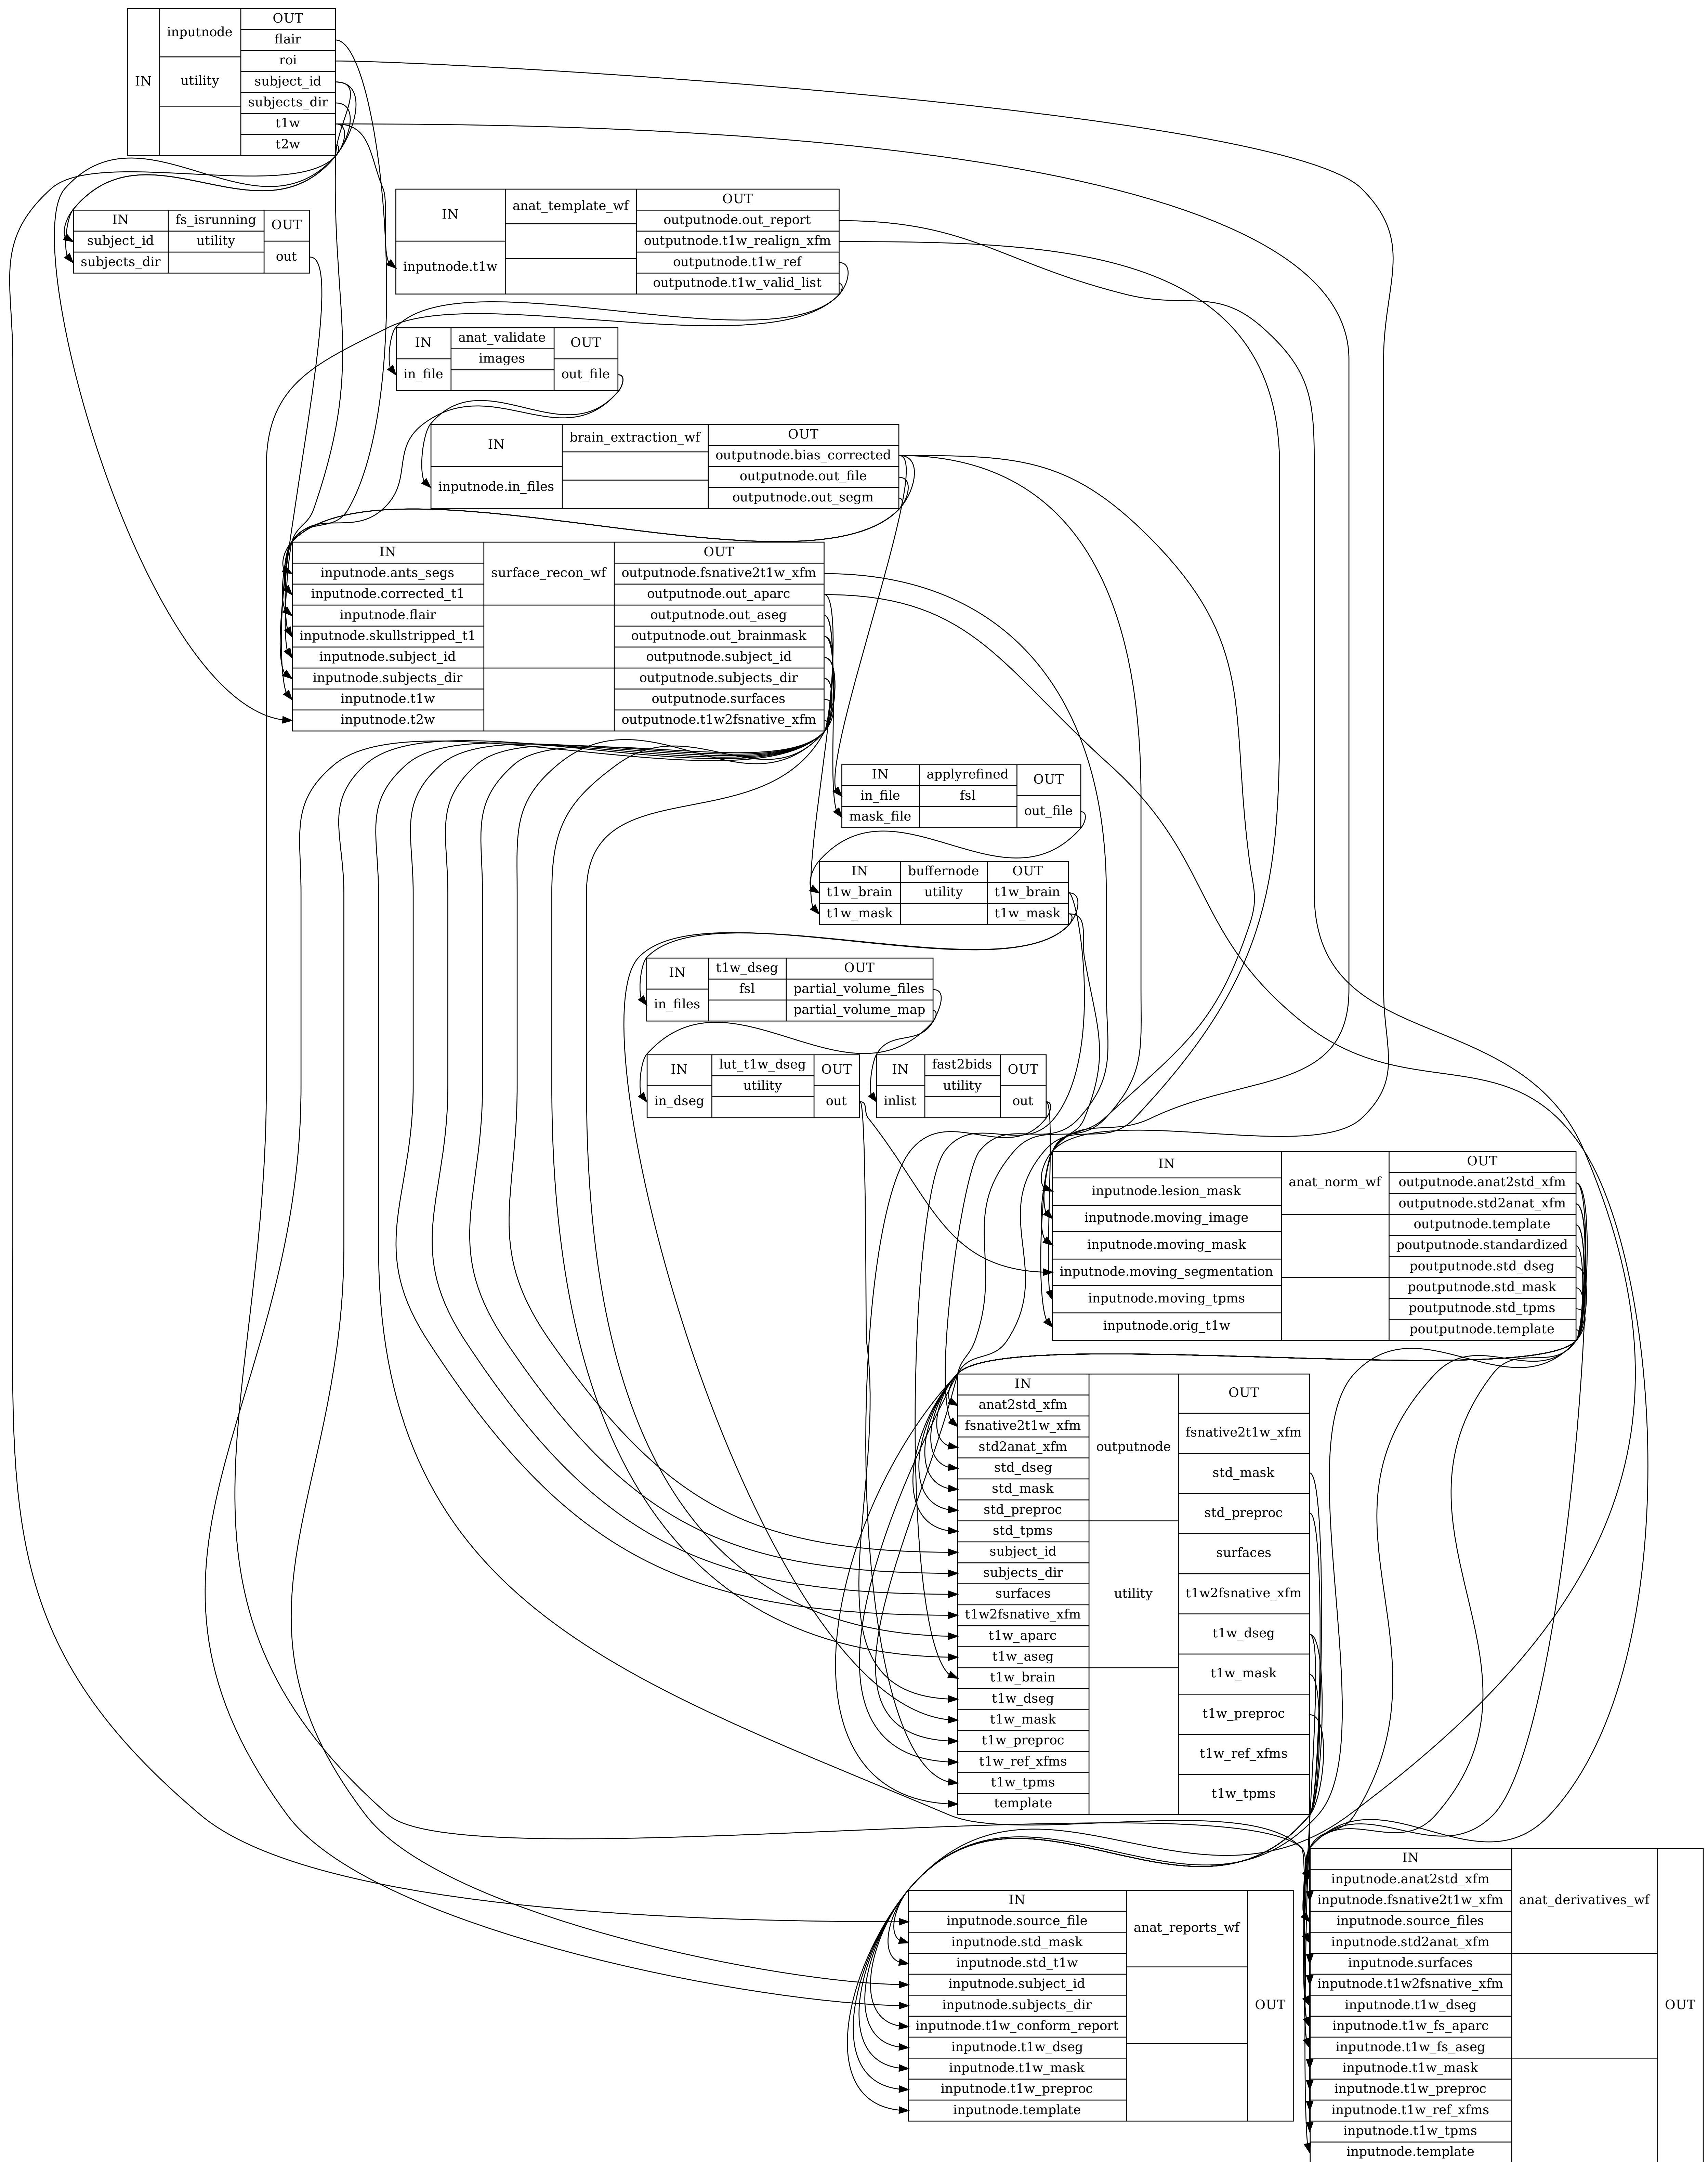 IN
inputnode
utility
OUT
flair
roi
subject_id
subjects_dir
t1w
t2w
IN
subject_id
subjects_dir
fs_isrunning
utility
OUT
out
IN
inputnode.t1w
anat_template_wf
OUT
outputnode.out_report
outputnode.t1w_realign_xfm
outputnode.t1w_ref
outputnode.t1w_valid_list
IN
in_file
anat_validate
images
OUT
out_file
IN
inputnode.in_files
brain_extraction_wf
OUT
outputnode.bias_corrected
outputnode.out_file
outputnode.out_segm
IN
inputnode.ants_segs
inputnode.corrected_t1
inputnode.flair
inputnode.skullstripped_t1
inputnode.subject_id
inputnode.subjects_dir
inputnode.t1w
inputnode.t2w
surface_recon_wf
OUT
outputnode.fsnative2t1w_xfm
outputnode.out_aparc
outputnode.out_aseg
outputnode.out_brainmask
outputnode.subject_id
outputnode.subjects_dir
outputnode.surfaces
outputnode.t1w2fsnative_xfm
IN
in_file
mask_file
applyrefined
fsl
OUT
out_file
IN
t1w_brain
t1w_mask
buffernode
utility
OUT
t1w_brain
t1w_mask
IN
in_files
t1w_dseg
fsl
OUT
partial_volume_files
partial_volume_map
IN
in_dseg
lut_t1w_dseg
utility
OUT
out
IN
inlist
fast2bids
utility
OUT
out
IN
inputnode.lesion_mask
inputnode.moving_image
inputnode.moving_mask
inputnode.moving_segmentation
inputnode.moving_tpms
inputnode.orig_t1w
anat_norm_wf
OUT
outputnode.anat2std_xfm
outputnode.std2anat_xfm
outputnode.template
poutputnode.standardized
poutputnode.std_dseg
poutputnode.std_mask
poutputnode.std_tpms
poutputnode.template
IN
anat2std_xfm
fsnative2t1w_xfm
std2anat_xfm
std_dseg
std_mask
std_preproc
std_tpms
subject_id
subjects_dir
surfaces
t1w2fsnative_xfm
t1w_aparc
t1w_aseg
t1w_brain
t1w_dseg
t1w_mask
t1w_preproc
t1w_ref_xfms
t1w_tpms
template
outputnode
utility
OUT
fsnative2t1w_xfm
std_mask
std_preproc
surfaces
t1w2fsnative_xfm
t1w_dseg
t1w_mask
t1w_preproc
t1w_ref_xfms
t1w_tpms
IN
inputnode.source_file
inputnode.std_mask
inputnode.std_t1w
inputnode.subject_id
inputnode.subjects_dir
inputnode.t1w_conform_report
inputnode.t1w_dseg
inputnode.t1w_mask
inputnode.t1w_preproc
inputnode.template
anat_reports_wf
OUT
IN
inputnode.anat2std_xfm
inputnode.fsnative2t1w_xfm
inputnode.source_files
inputnode.std2anat_xfm
inputnode.surfaces
inputnode.t1w2fsnative_xfm
inputnode.t1w_dseg
inputnode.t1w_fs_aparc
inputnode.t1w_fs_aseg
inputnode.t1w_mask
inputnode.t1w_preproc
inputnode.t1w_ref_xfms
inputnode.t1w_tpms
inputnode.template
anat_derivatives_wf
OUT